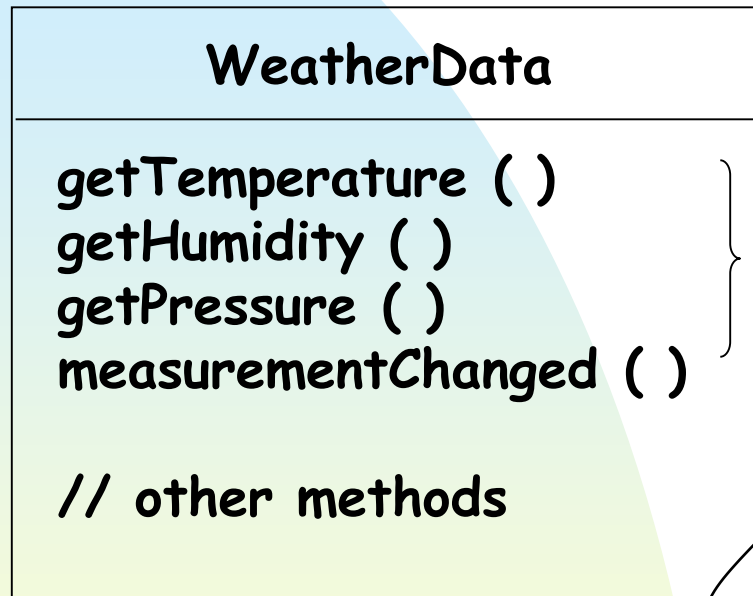 WeatherData
getTemperature ( )
getHumidity ( )
getPressure ( )
measurementChanged ( )
// other methods